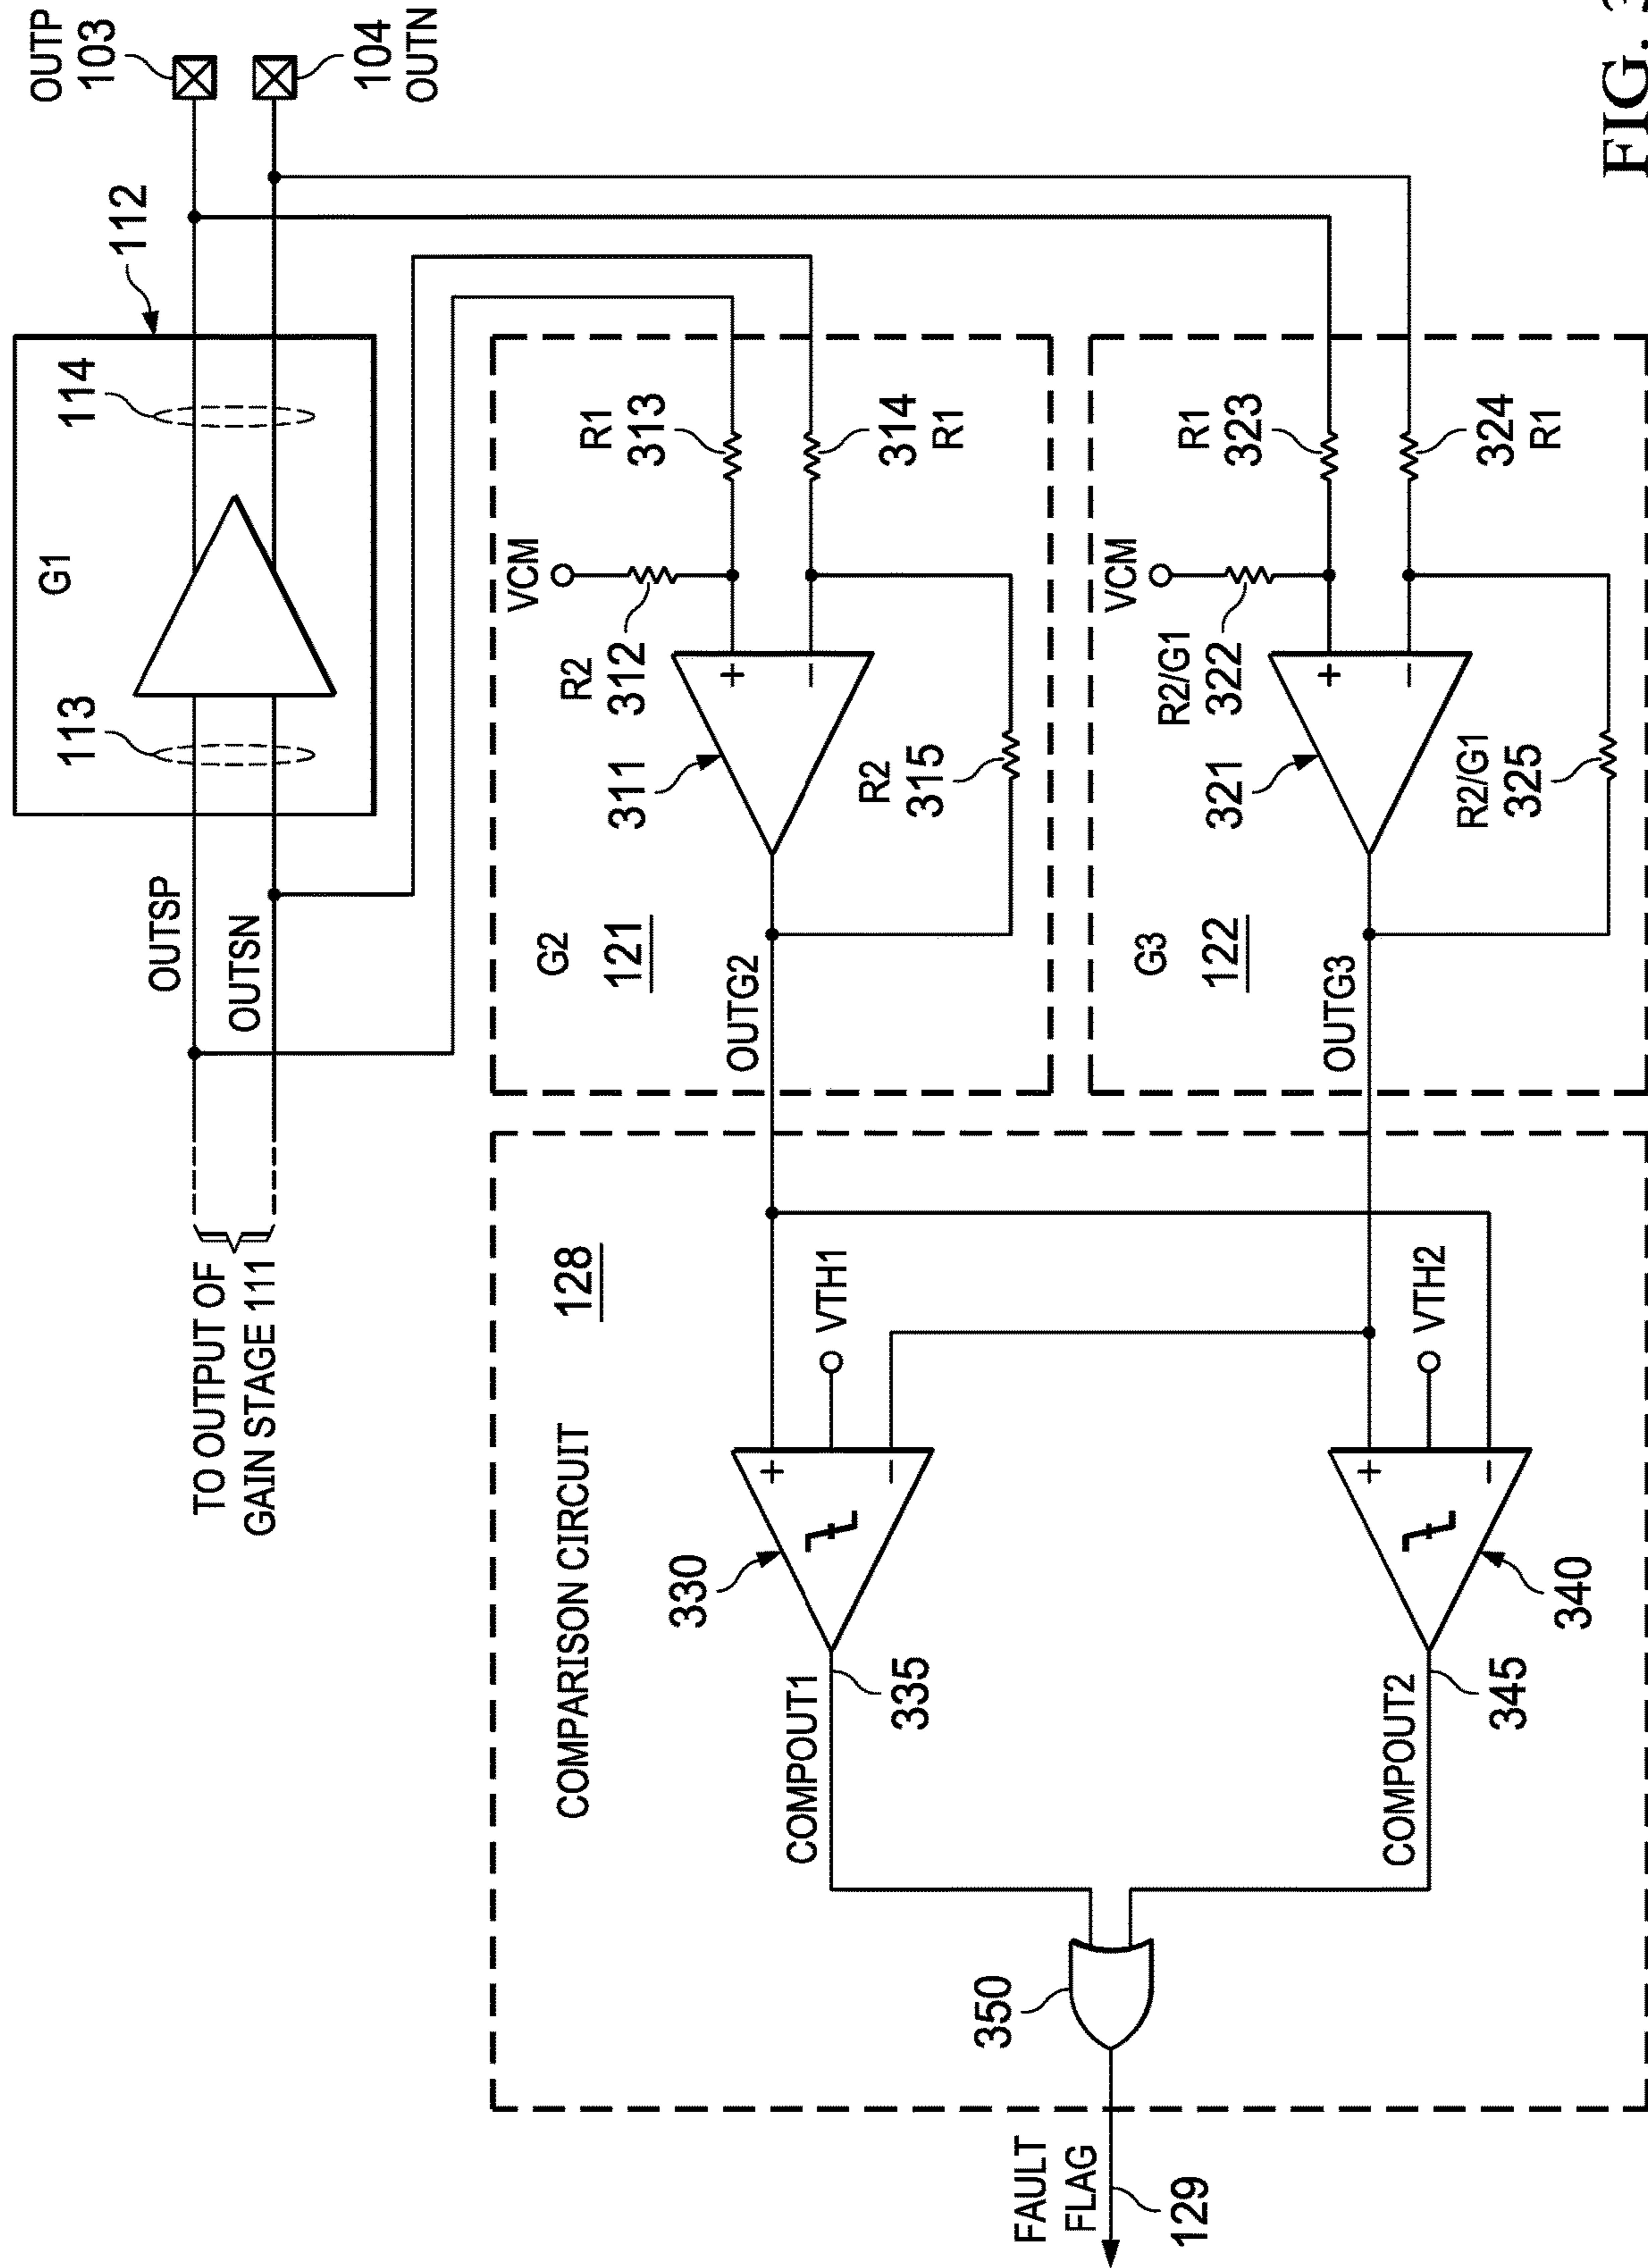 OUTP
103
104
OUTN
112
114
G1
113
OUTSP
OUTSN
TO OUTPUT OF
GAIN STAGE 111
R1
313
314
R1
VCM
R2
312
+
−
311
R2
315
G2
121
OUTG2
R1
323
324
R1
VCM
R2/G1
322
+
−
321
R2/G1
325
G3
122
OUTG3
128
COMPARISON CIRCUIT
VTH1
+
−
330
335
COMPOUT1
VTH2
+
−
340
345
COMPOUT2
350
FAULT
FLAG
129
FIG.